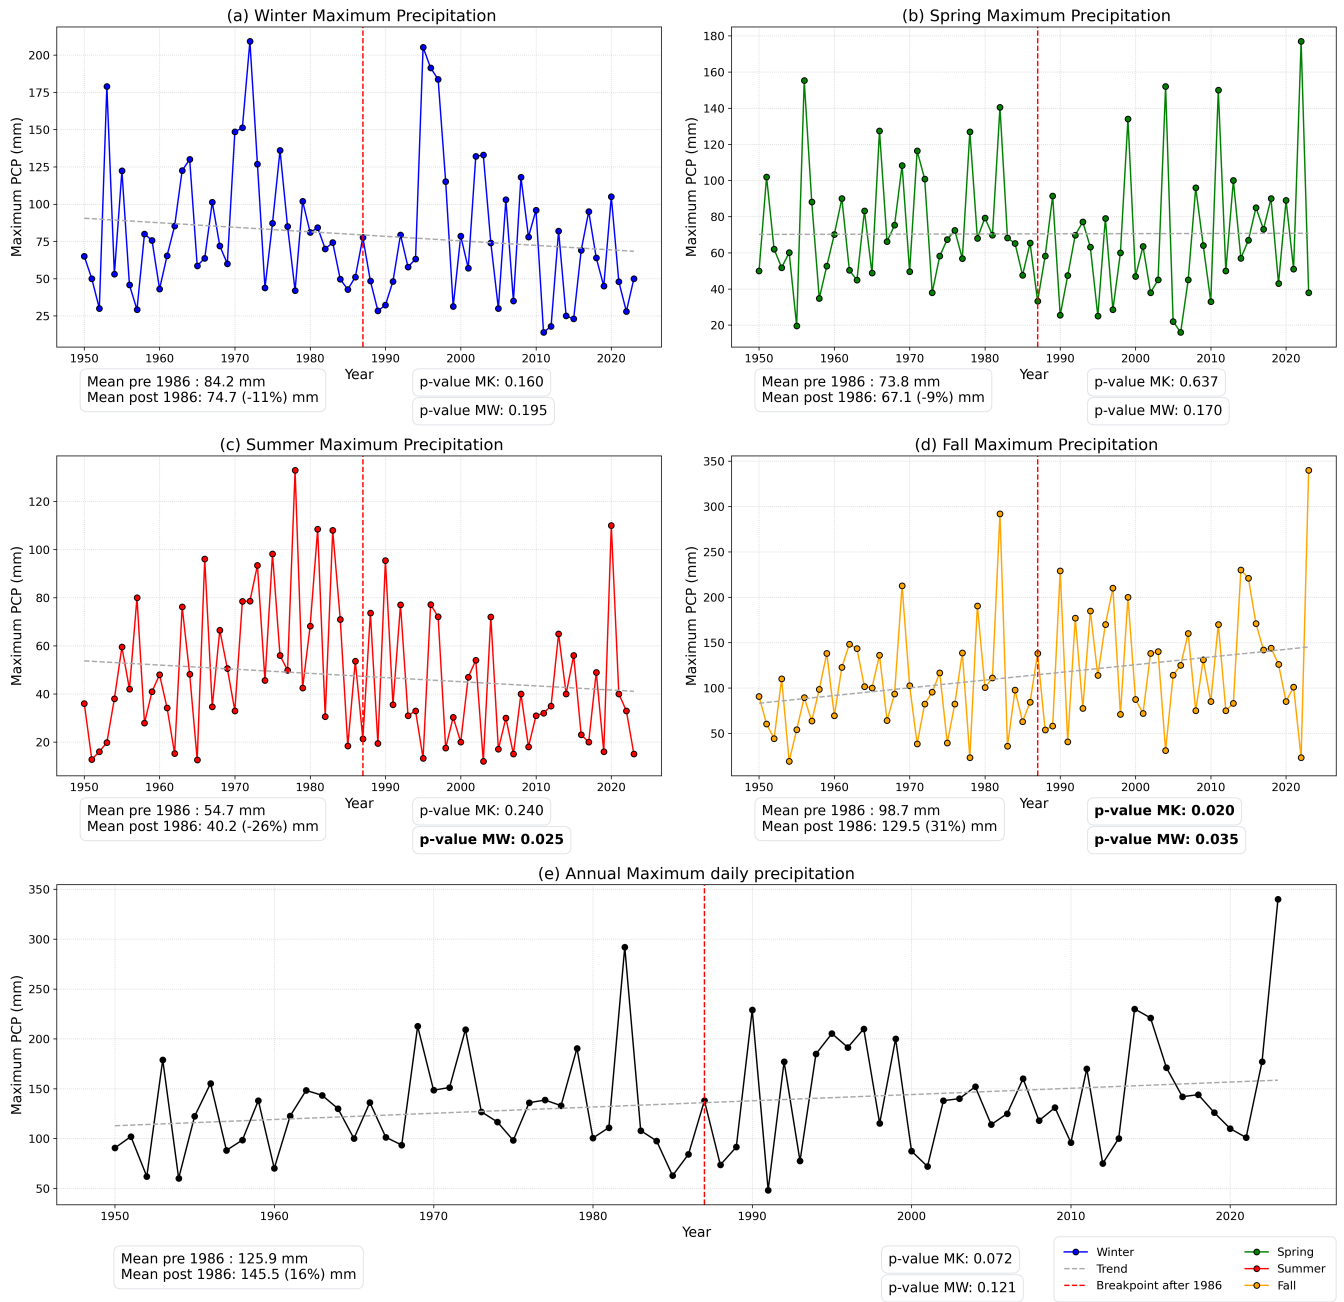 (a) Winter Maximum Precipitation
Maximum PCP (mm)
200
175
150
125
100
75
50
25
1950 1960 1970 1980 1990 2000 2010 2020
Year
Mean pre 1986 : 84.2 mm
Mean post 1986: 74.7 (-11%) mm
p-value MK: 0.160
p-value MW: 0.195
(b) Spring Maximum Precipitation
Maximum PCP (mm)
180
160
140
120
100
80
60
40
20
1950 1960 1970 1980 1990 2000 2010 2020
Year
Mean pre 1986 : 73.8 mm
Mean post 1986: 67.1 (-9%) mm
p-value MK: 0.637
p-value MW: 0.170
(c) Summer Maximum Precipitation
Maximum PCP (mm)
120
100
80
60
40
20
1950 1960 1970 1980 1990 2000 2010 2020
Year
Mean pre 1986 : 54.7 mm
Mean post 1986: 40.2 (-26%) mm
p-value MK: 0.240
p-value MW: 0.025
(d) Fall Maximum Precipitation
Maximum PCP (mm)
350
300
250
200
150
100
50
1950 1960 1970 1980 1990 2000 2010 2020
Year
Mean pre 1986 : 98.7 mm
Mean post 1986: 129.5 (31%) mm
p-value MK: 0.020
p-value MW: 0.035
(e) Annual Maximum daily precipitation
Maximum PCP (mm)
350
300
250
200
150
100
50
1950 1960 1970 1980 1990 2000 2010 2020
Year
Mean pre 1986 : 125.9 mm
Mean post 1986: 145.5 (16%) mm
p-value MK: 0.072
p-value MW: 0.121
Winter
Trend
Breakpoint after 1986
Spring
Summer
Fall